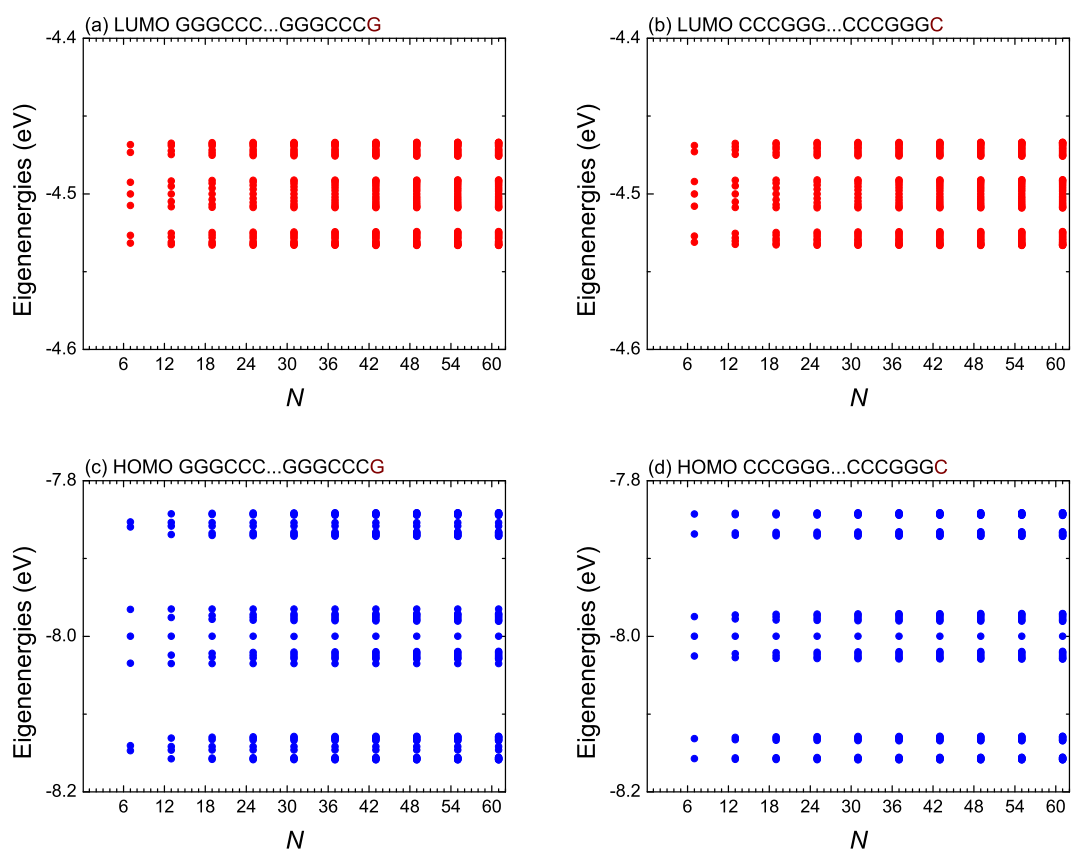 (a) LUMO GGGCCC...GGGCCCG
-4.4
-4.5
-4.6
Eigenenergies (eV)
6 12 18 24 30 36 42 48 54 60
N
(b) LUMO CCCGGG...CCCGGGC
-4.4
-4.5
-4.6
Eigenenergies (eV)
6 12 18 24 30 36 42 48 54 60
N
(c) HOMO GGGCCC...GGGCCCG
-7.8
-8.0
-8.2
Eigenenergies (eV)
6 12 18 24 30 36 42 48 54 60
N
(d) HOMO CCCGGG...CCCGGGC
-7.8
-8.0
-8.2
Eigenenergies (eV)
6 12 18 24 30 36 42 48 54 60
N